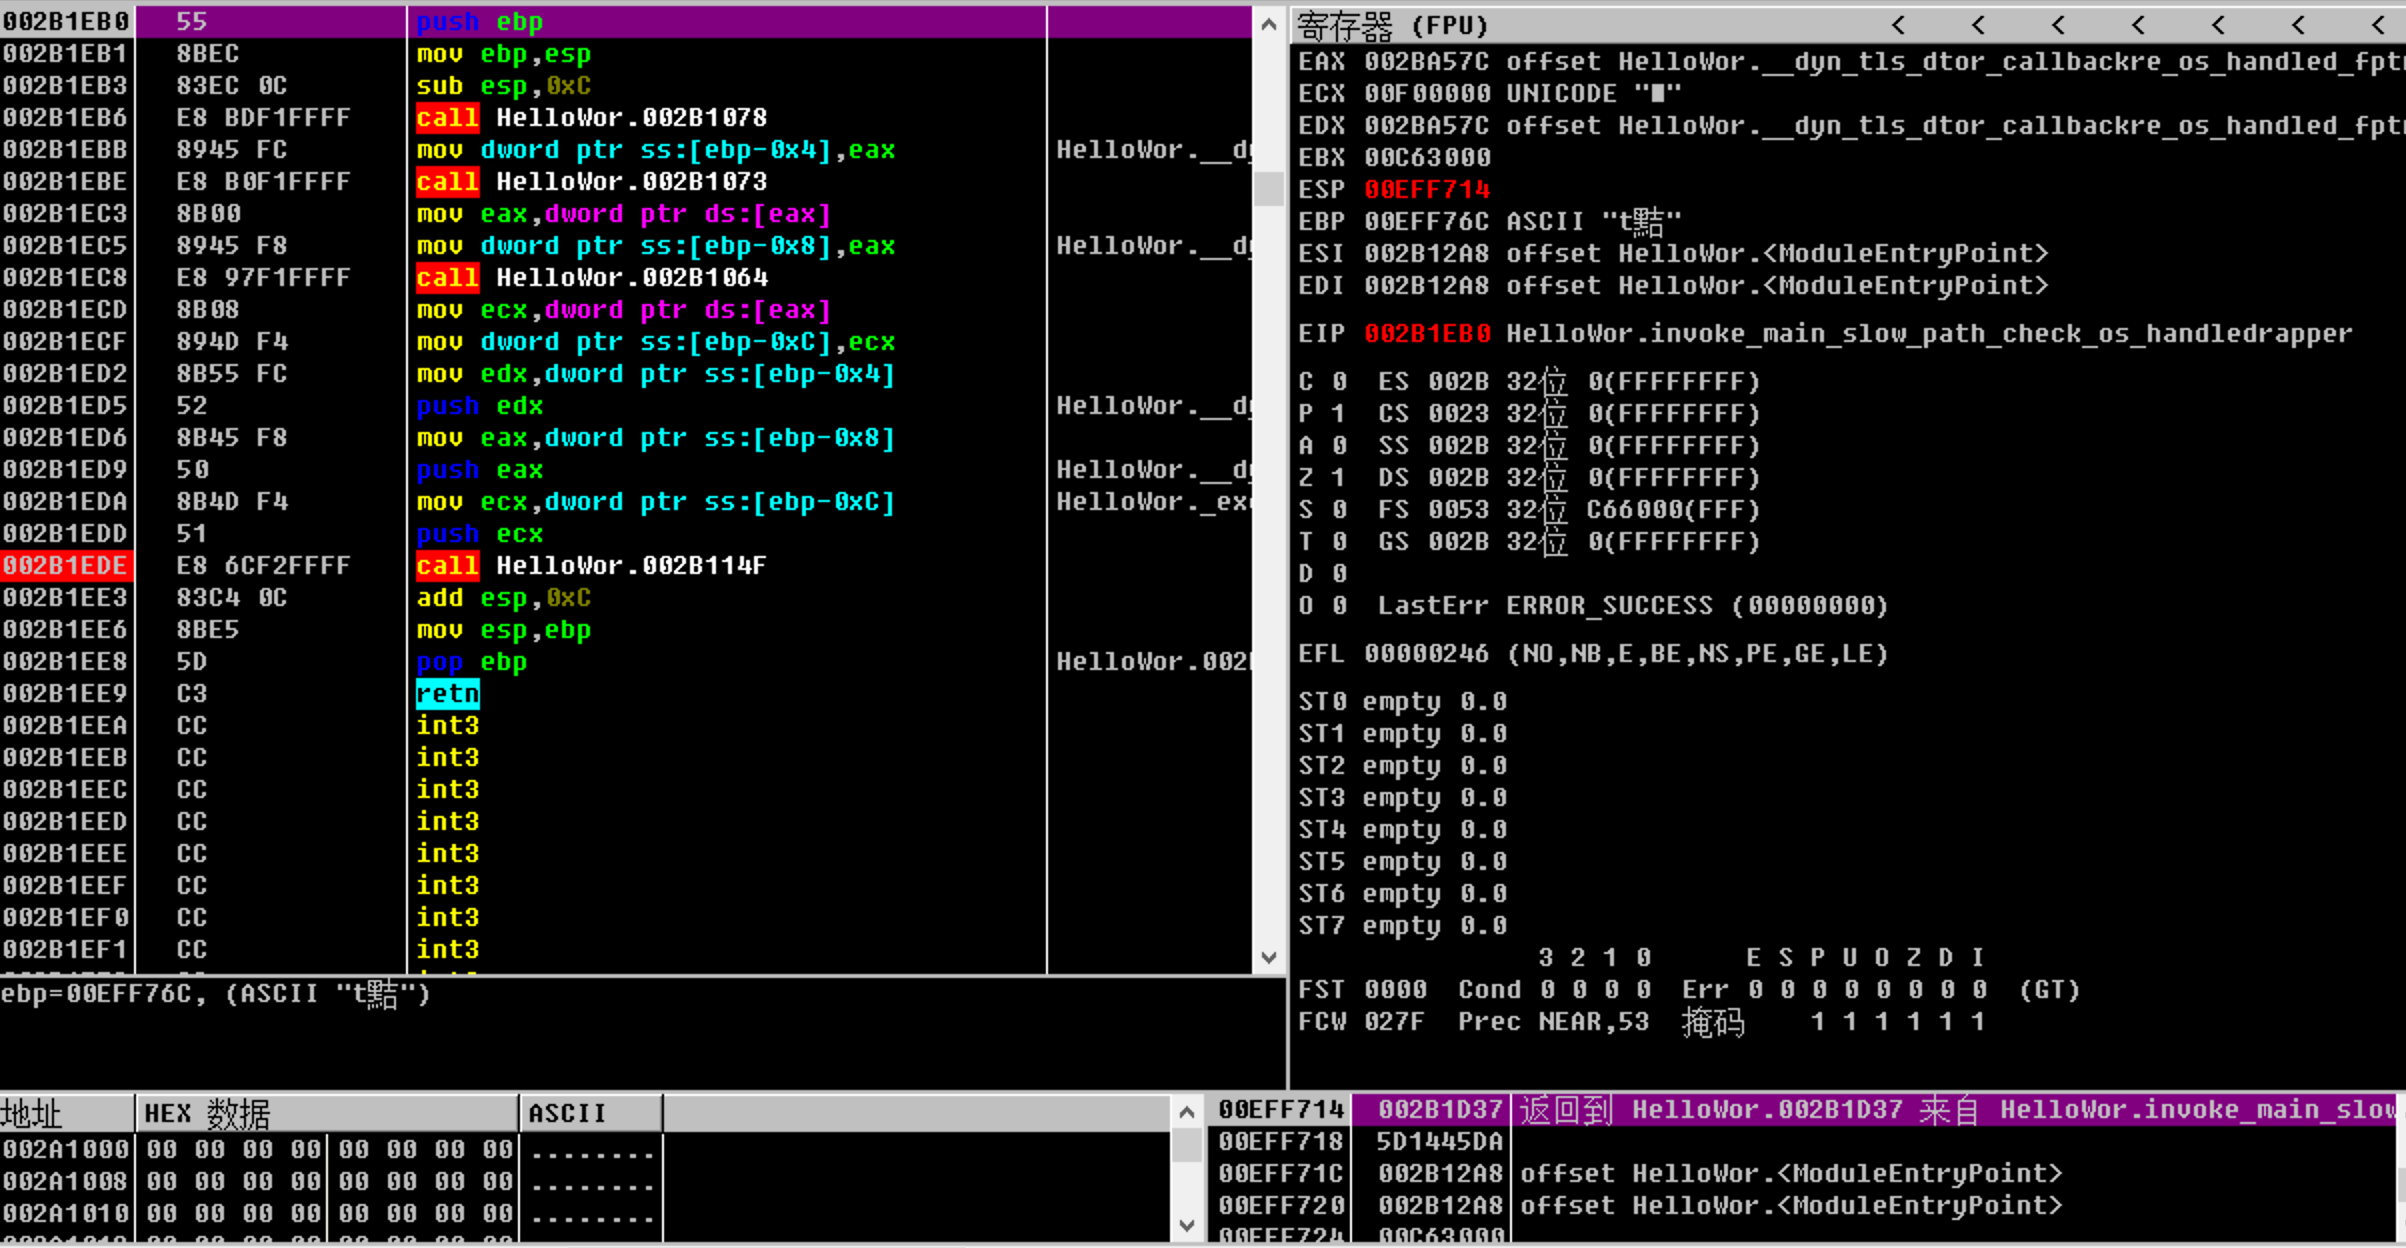 002B1EB0 55 push ebp
002B1EB1 8BEC mov ebp,esp
002B1EB3 83EC 0C sub esp,0xC
002B1EB6 E8 BDF1FFFF call HelloWor.002B1078
002B1EBB 8945 FC mov dword ptr ss:[ebp-0x4],eax HelloWor.__d
002B1EBE E8 B0F1FFFF call HelloWor.002B1073
002B1EC3 8B00 mov eax,dword ptr ds:[eax]
002B1EC5 8945 F8 mov dword ptr ss:[ebp-0x8],eax HelloWor.__d
002B1EC8 E8 97F1FFFF call HelloWor.002B1064
002B1ECD 8B08 mov ecx,dword ptr ds:[eax]
002B1ECF 894D F4 mov dword ptr ss:[ebp-0xC],ecx
002B1ED2 8B55 FC mov edx,dword ptr ss:[ebp-0x4]
002B1ED5 52 push edx HelloWor.__d
002B1ED6 8B45 F8 mov eax,dword ptr ss:[ebp-0x8]
002B1ED9 50 push eax HelloWor.__d
002B1EDA 8B4D F4 mov ecx,dword ptr ss:[ebp-0xC] HelloWor._ex
002B1EDD 51 push ecx
002B1EDE E8 6CF2FFFF call HelloWor.002B114F
002B1EE3 83C4 0C add esp,0xC
002B1EE6 8BE5 mov esp,ebp
002B1EE8 5D pop ebp HelloWor.002
002B1EE9 C3 retn
002B1EEA CC int3
002B1EEB CC int3
002B1EEC CC int3
002B1EED CC int3
002B1EEE CC int3
002B1EEF CC int3
002B1EF0 CC int3
002B1EF1 CC int3
ebp=00EFF76C, (ASCII "t黠")
寄存器 (FPU) < < < < < < <
EAX 002BA57C offset HelloWor.__dyn_tls_dtor_callbackre_os_handled_fpt
ECX 00F00000 UNICODE "■"
EDX 002BA57C offset HelloWor.__dyn_tls_dtor_callbackre_os_handled_fpt
EBX 00C63000
ESP 00EFF714
EBP 00EFF76C ASCII "t黠"
ESI 002B12A8 offset HelloWor.<ModuleEntryPoint>
EDI 002B12A8 offset HelloWor.<ModuleEntryPoint>
EIP 002B1EB0 HelloWor.invoke_main_slow_path_check_os_handledrapper
C 0 ES 002B 32位 0(FFFFFFFF)
P 1 CS 0023 32位 0(FFFFFFFF)
A 0 SS 002B 32位 0(FFFFFFFF)
Z 1 DS 002B 32位 0(FFFFFFFF)
S 0 FS 0053 32位 C66000(FFF)
T 0 GS 002B 32位 0(FFFFFFFF)
D 0
O 0 LastErr ERROR_SUCCESS (00000000)
EFL 00000246 (NO,NB,E,BE,NS,PE,GE,LE)
ST0 empty 0.0
ST1 empty 0.0
ST2 empty 0.0
ST3 empty 0.0
ST4 empty 0.0
ST5 empty 0.0
ST6 empty 0.0
ST7 empty 0.0
3 2 1 0 E S P U O Z D I
FST 0000 Cond 0 0 0 0 Err 0 0 0 0 0 0 0 0 (GT)
FCW 027F Prec NEAR,53 掩码 1 1 1 1 1 1
地址 HEX 数据 ASCII
002A1000 00 00 00 00 00 00 00 00 ........
002A1008 00 00 00 00 00 00 00 00 ........
002A1010 00 00 00 00 00 00 00 00 ........
00EFF714 002B1D37 返回到 HelloWor.002B1D37 来自 HelloWor.invoke_main_slow
00EFF718 5D1445DA
00EFF71C 002B12A8 offset HelloWor.<ModuleEntryPoint>
00EFF720 002B12A8 offset HelloWor.<ModuleEntryPoint>
00EFF724 00C63000